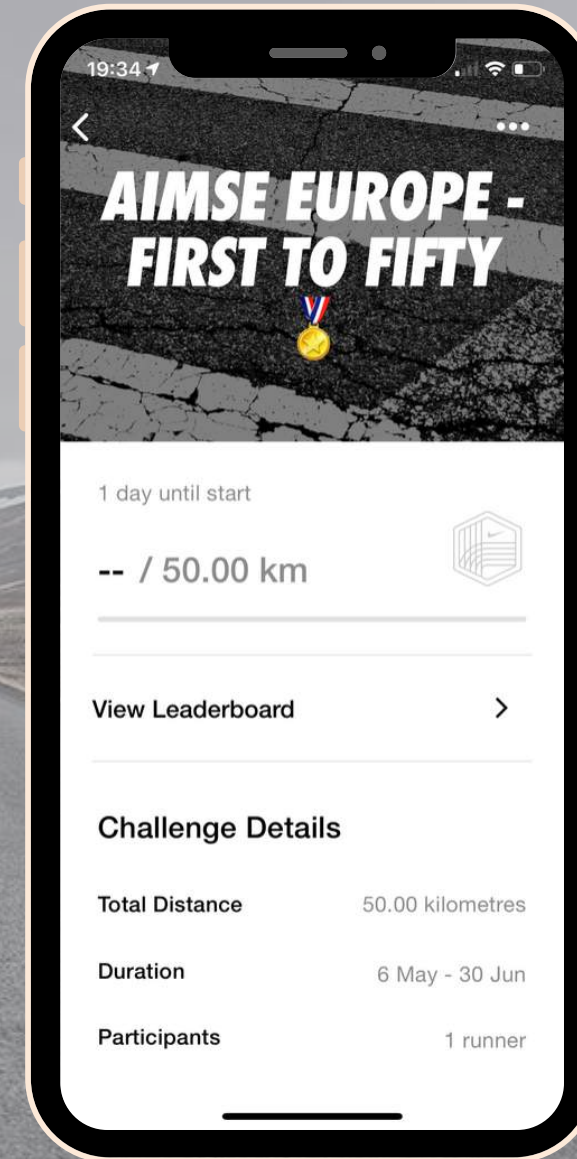 19:34
AIMSE EUROPE -
FIRST TO FIFTY
1 day until start
-- / 50.00 km
View Leaderboard
Challenge Details
Total Distance 50.00 kilometres
Duration 6 May - 30 Jun
Participants 1 runner